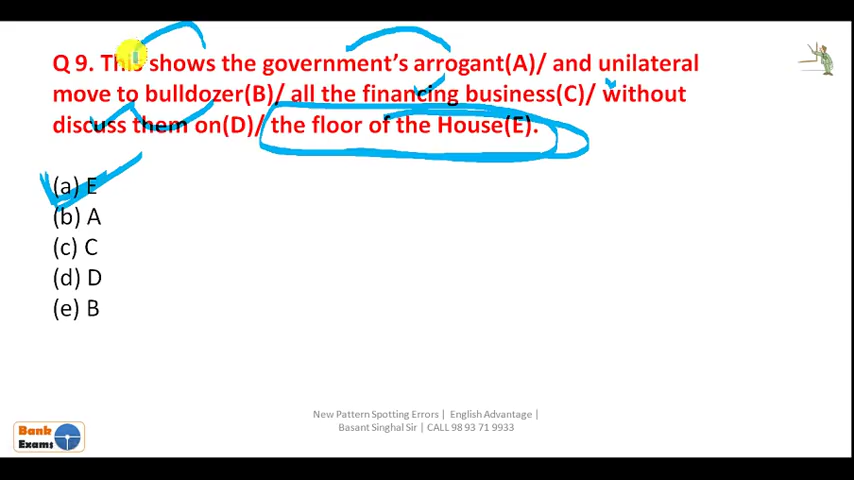 Q 9. This shows the government's arrogant(A)/ and unilateral
move to bulldozer(B)/ all the financing business(C)/ without
discuss them on(D)/ the floor of the House(E).
(a) E
(b) A
(c) C
(d) D
(e) B
New Pattern Spotting Errors | English Advantage |
Basant Singhal Sir | CALL 98 93 71 9933
Bank
Exams